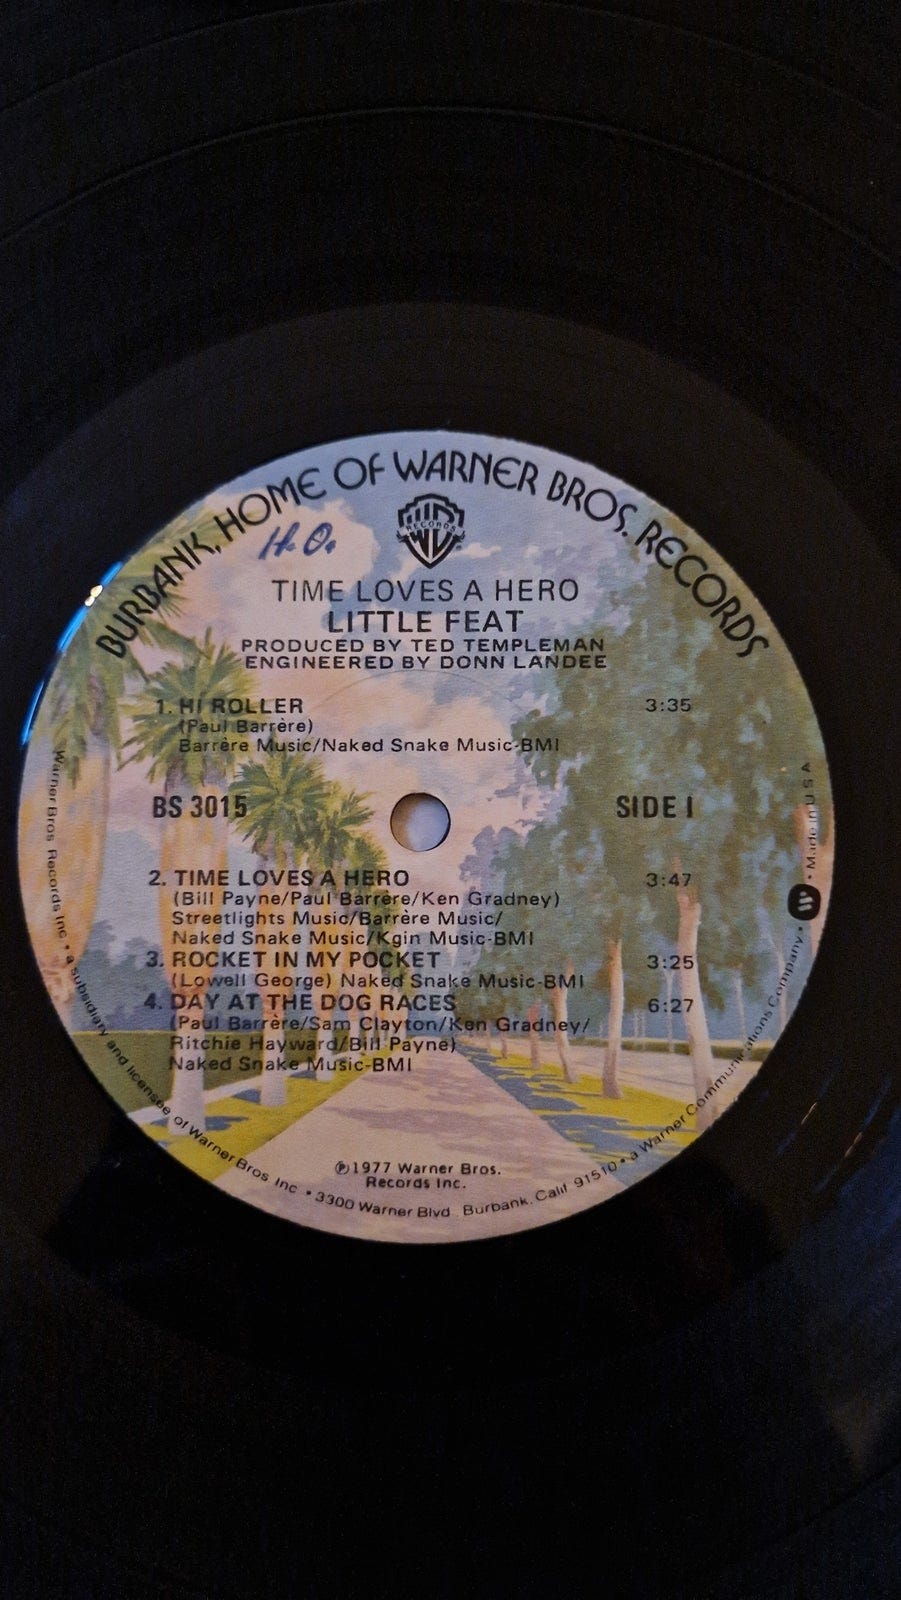 BURBANK, HOME OF WARNER BROS. RECORDS
H.O.
RECORDS
TIME LOVES A HERO
LITTLE FEAT
PRODUCED BY TED TEMPLEMAN
ENGINEERED BY DONN LANDEE
1. HI ROLLER 3:35
(Paul Barrère)
Barrère Music/Naked Snake Music-BMI
BS 3015 SIDE I
2. TIME LOVES A HERO 3:47
(Bill Payne/Paul Barrère/Ken Gradney)
Streetlights Music/Barrère Music/
Naked Snake Music/Kgin Music-BMI
3. ROCKET IN MY POCKET 3:25
(Lowell George) Naked Snake Music-BMI
4. DAY AT THE DOG RACES 6:27
(Paul Barrère/Sam Clayton/Ken Gradney/
Ritchie Hayward/Bill Payne)
Naked Snake Music-BMI
℗1977 Warner Bros.
Records Inc.
Warner Bros Records Inc • a subsidiary and licensee of Warner Bros Inc • 3300 Warner Blvd Burbank, Calif 91510 • a Warner Communications Company • Made in U S A